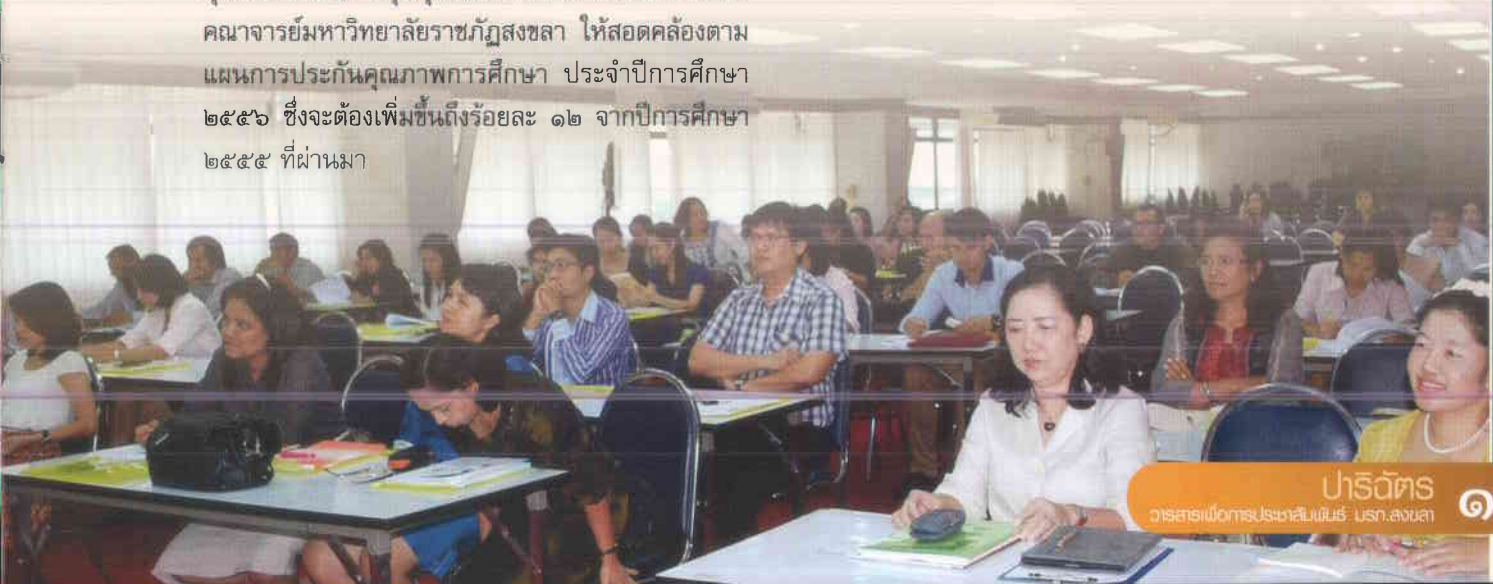 คณาจารย์มหาวิทยาลัยราชภัฏสงขลา ให้สอดคล้องตาม
แผนการประกันคุณภาพการศึกษา ประจำปีการศึกษา
๒๕๕๖ ซึ่งจะต้องเพิ่มขึ้นถึงร้อยละ ๑๒ จากปีการศึกษา
๒๕๕๕ ที่ผ่านมา
ปาริฉัตร
วารสารเพื่อการประชาสัมพันธ์ มรภ.สงขลา
๑